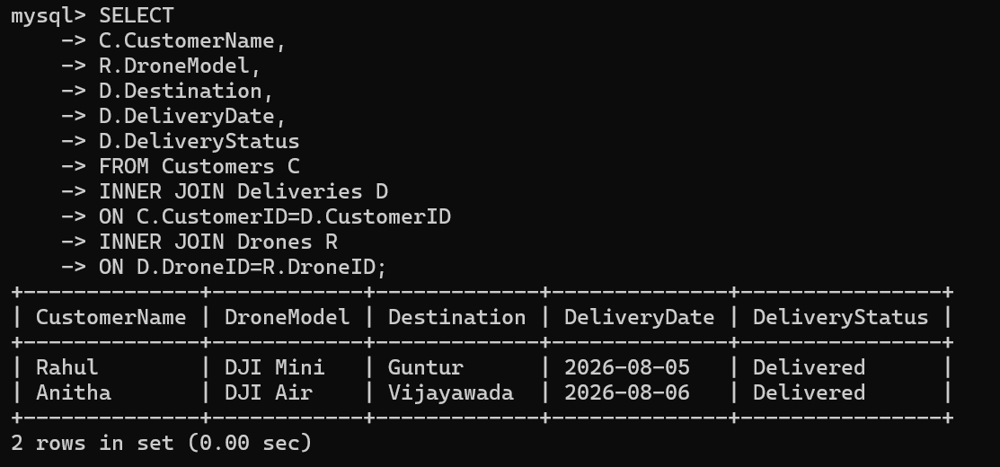 mysql> SELECT
    -> C.CustomerName,
    -> R.DroneModel,
    -> D.Destination,
    -> D.DeliveryDate,
    -> D.DeliveryStatus
    -> FROM Customers C
    -> INNER JOIN Deliveries D
    -> ON C.CustomerID=D.CustomerID
    -> INNER JOIN Drones R
    -> ON D.DroneID=R.DroneID;
+--------------+------------+-------------+--------------+----------------+
| CustomerName | DroneModel | Destination | DeliveryDate | DeliveryStatus |
+--------------+------------+-------------+--------------+----------------+
| Rahul        | DJI Mini   | Guntur      | 2026-08-05   | Delivered      |
| Anitha       | DJI Air    | Vijayawada  | 2026-08-06   | Delivered      |
+--------------+------------+-------------+--------------+----------------+
2 rows in set (0.00 sec)